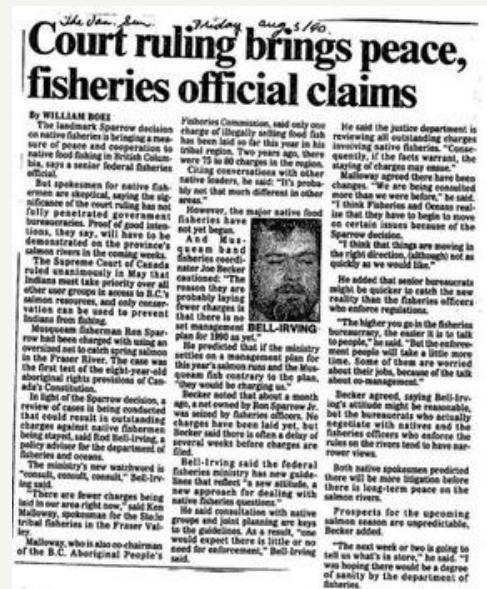 The Van. Sun Friday Aug 3/90.
Court ruling brings peace,
fisheries official claims
By WILLIAM BOEI
The landmark Sparrow decision
on native fisheries is bringing a mea-
sure of peace and cooperation to
native food fishing in British Colum-
bia, says a senior federal fisheries
official.
But spokesmen for native fish-
ermen are skeptical, saying the sig-
nificance of the court ruling has not
fully penetrated government
bureaucracies. Proof of good inten-
tions, they say, will have to be
demonstrated on the province's
salmon rivers in the coming weeks.
The Supreme Court of Canada
ruled unanimously in May that
Indians must take priority over all
other user groups in access to B.C.'s
salmon resources, and only conser-
vation can be used to prevent
Indians from fishing.
Musqueam fisherman Ron Spar-
row had been charged with using an
oversized net to catch spring salmon
in the Fraser River. The case was
the first test of the eight-year-old
aboriginal rights provisions of Can-
ada's Constitution.
In light of the Sparrow decision, a
review of cases is being conducted
that could result in outstanding
charges against native fishermen
being stayed, said Rod Bell-Irving, a
policy advisor for the department of
fisheries and oceans.
The ministry's new watchword is
"consult, consult, consult," Bell-Irv-
ing said.
"There are fewer charges being
laid in our area right now," said Ken
Malloway, spokesman for the Sto:lo
tribal fisheries in the Fraser Val-
ley.
Malloway, who is also co-chairman
of the B.C. Aboriginal People's
Fisheries Commission, said only one
charge of illegally selling food fish
has been laid so far this year in his
tribal region. Two years ago, there
were 75 to 80 charges in the region.
Citing conversations with other
native leaders, he said: "It's proba-
bly not that much different in other
areas."
However, the major native food
fisheries have
not yet begun.
And Mus-
queam band
fisheries coordi-
nator Joe Becker
cautioned: "The
reason they are
probably laying
fewer charges is
that there is no
set management
plan for 1990 as yet."
BELL-IRVING
He predicted that if the ministry
settles on a management plan for
this year's salmon runs and the Mus-
queam fish contrary to the plan,
"they would be charging us."
Becker noted that about a month
ago, a net owned by Ron Sparrow Jr.
was seized by fisheries officers. No
charges have been laid yet, but
Becker said there is often a delay of
several weeks before charges are
filed.
Bell-Irving said the federal
fisheries ministry has new guide-
lines that reflect "a new attitude, a
new approach for dealing with
native fisheries questions."
He said consultation with native
groups and joint planning are keys
to the guidelines. As a result, "one
would expect there is little or no
need for enforcement," Bell-Irving
said.
He said the justice department is
reviewing all outstanding charges
involving native fishermen. "Conse-
quently, if the facts warrant, the
staying of charges may ensue."
Malloway agreed there have been
changes. "We are being consulted
more than we were before," he said.
"I think Fisheries and Oceans real-
ise that they have to begin to move
on certain issues because of the
Sparrow decision.
"I think that things are moving in
the right direction, (although) not as
quickly as we would like."
He added that senior bureaucrats
might be quicker to catch the new
reality than the fisheries officers
who enforce regulations.
"The higher you go in the fisheries
bureaucracy, the easier it is to talk
to people," he said. "But the enforce-
ment people will take a little more
time. Some of them are worried
about their jobs, because of the talk
about co-management."
Becker agreed, saying Bell-Irv-
ing's attitude might be reasonable,
but the bureaucrats who actually
negotiate with natives and the
fisheries officers who enforce the
rules on the rivers tend to have nar-
rower views.
Both native spokesmen predicted
there will be more litigation before
there is long-term peace on the
salmon rivers.
Prospects for the upcoming
salmon season are unpredictable,
Becker added.
"The next week or two is going to
tell us what's in store," he said. "I
was hoping there would be a degree
of sanity by the department of
fisheries.